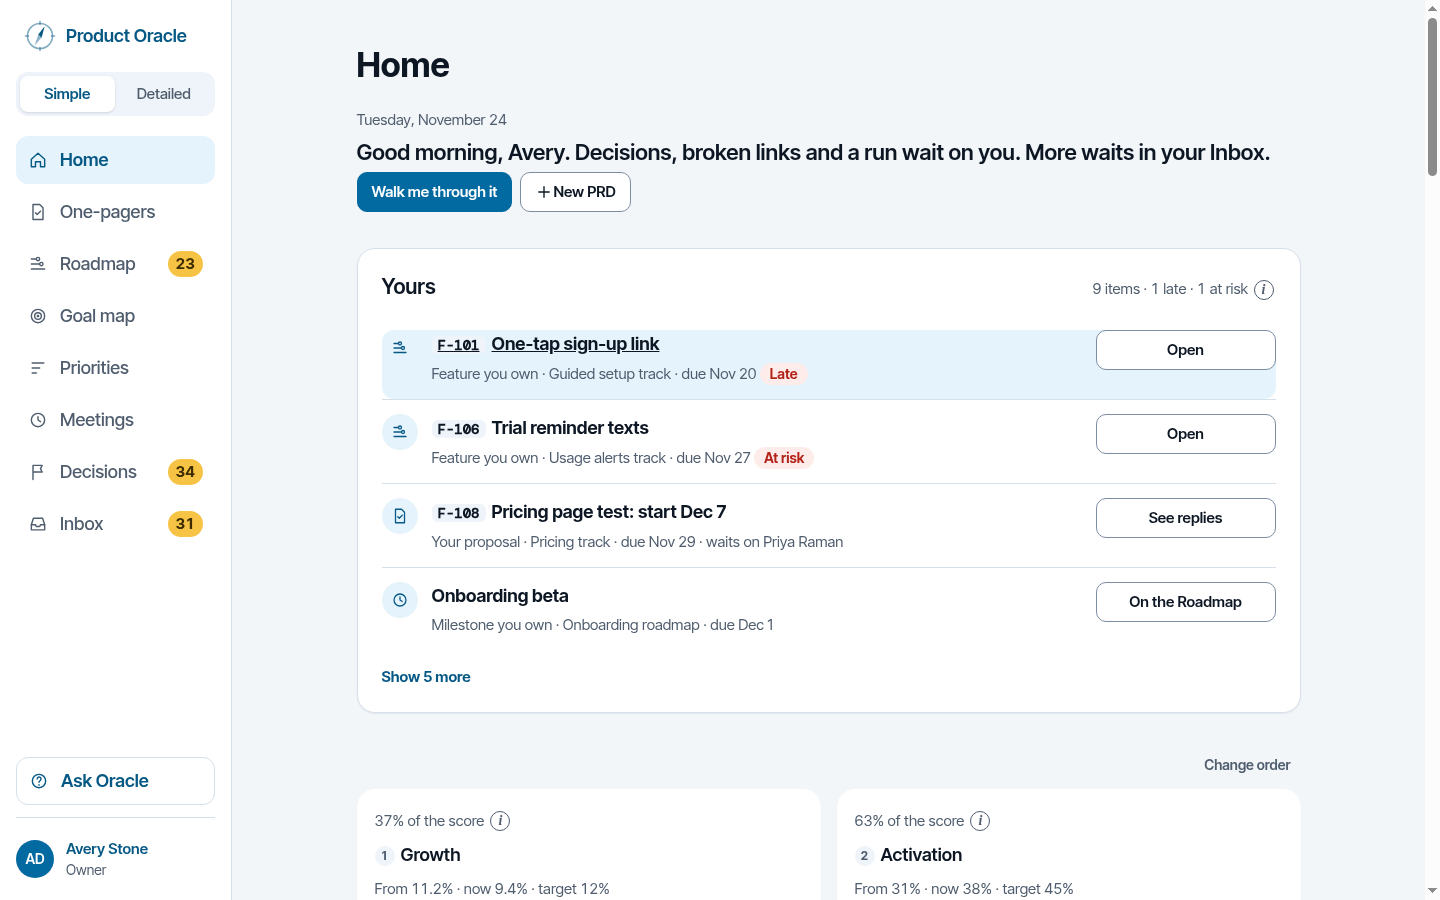 Product Oracle
Simple
Detailed
Home
One-pagers
Roadmap
23
Goal map
Priorities
Meetings
Decisions
34
Inbox
31
Ask Oracle
AD
Avery Stone
Owner
Home
Tuesday, November 24
Good morning, Avery. Decisions, broken links and a run wait on you. More waits in your Inbox.
Walk me through it
New PRD
Yours
9 items · 1 late · 1 at risk
F-101 One-tap sign-up link
Feature you own · Guided setup track · due Nov 20 Late
Open
F-106 Trial reminder texts
Feature you own · Usage alerts track · due Nov 27 At risk
Open
F-108 Pricing page test: start Dec 7
Your proposal · Pricing track · due Nov 29 · waits on Priya Raman
See replies
Onboarding beta
Milestone you own · Onboarding roadmap · due Dec 1
On the Roadmap
Show 5 more
Change order
37% of the score
1 Growth
From 11.2% · now 9.4% · target 12%
63% of the score
2 Activation
From 31% · now 38% · target 45%